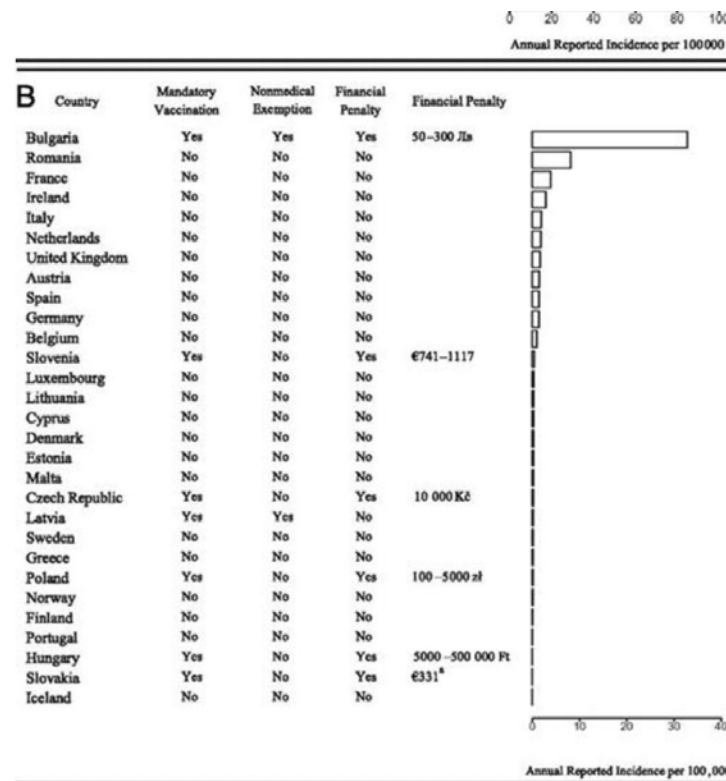 0 20 40 60 80 100
Annual Reported Incidence per 100000
B Country Mandatory Vaccination Nonmedical Exemption Financial Penalty Financial Penalty
Bulgaria Yes Yes Yes 50–300 Лв
Romania No No No
France No No No
Ireland No No No
Italy No No No
Netherlands No No No
United Kingdom No No No
Austria No No No
Spain No No No
Germany No No No
Belgium No No No
Slovenia Yes No Yes €741–1117
Luxembourg No No No
Lithuania No No No
Cyprus No No No
Denmark No No No
Estonia No No No
Malta No No No
Czech Republic Yes No Yes 10 000 Kč
Latvia Yes Yes No
Sweden No No No
Greece No No No
Poland Yes No Yes 100–5000 zł
Norway No No No
Finland No No No
Portugal No No No
Hungary Yes No Yes 5000–500 000 Ft
Slovakia Yes No Yes €331
Iceland No No No
0 10 20 30 40
Annual Reported Incidence per 100,00